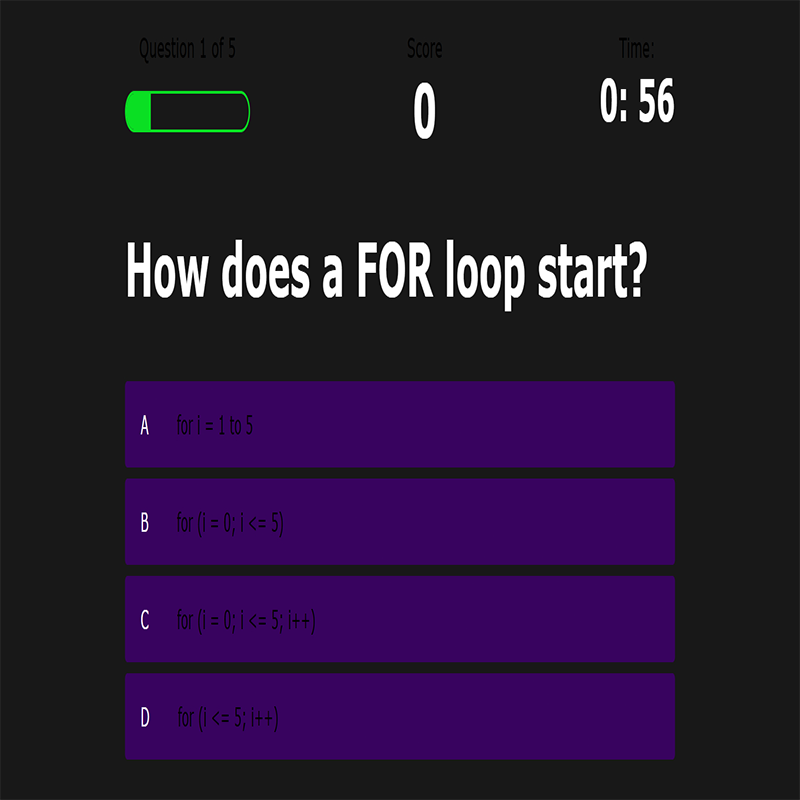 Question 1 of 5
Score
Time:
0
0: 56
How does a FOR loop start?
A for i = 1 to 5
B for (i = 0; i <= 5)
C for (i = 0; i <= 5; i++)
D for (i <= 5; i++)